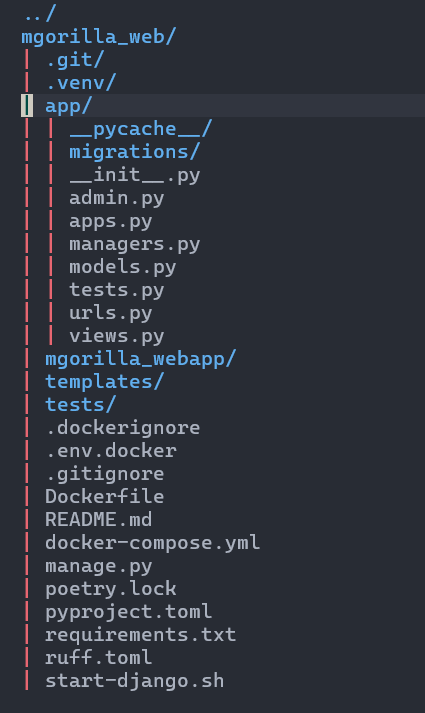 ../
mgorilla_web/
| .git/
| .venv/
| app/
| | __pycache__/
| | migrations/
| | __init__.py
| | admin.py
| | apps.py
| | managers.py
| | models.py
| | tests.py
| | urls.py
| | views.py
| mgorilla_webapp/
| templates/
| tests/
| .dockerignore
| .env.docker
| .gitignore
| Dockerfile
| README.md
| docker-compose.yml
| manage.py
| poetry.lock
| pyproject.toml
| requirements.txt
| ruff.toml
| start-django.sh